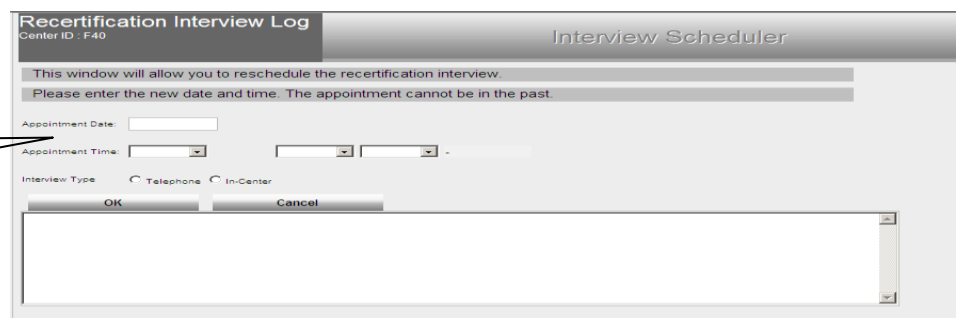 Recertification Interview Log
Center ID : F40
Interview Scheduler
This window will allow you to reschedule the recertification interview.
Please enter the new date and time. The appointment cannot be in the past.
Appointment Date:
Appointment Time:
-
Interview Type Telephone In-Center
OK Cancel